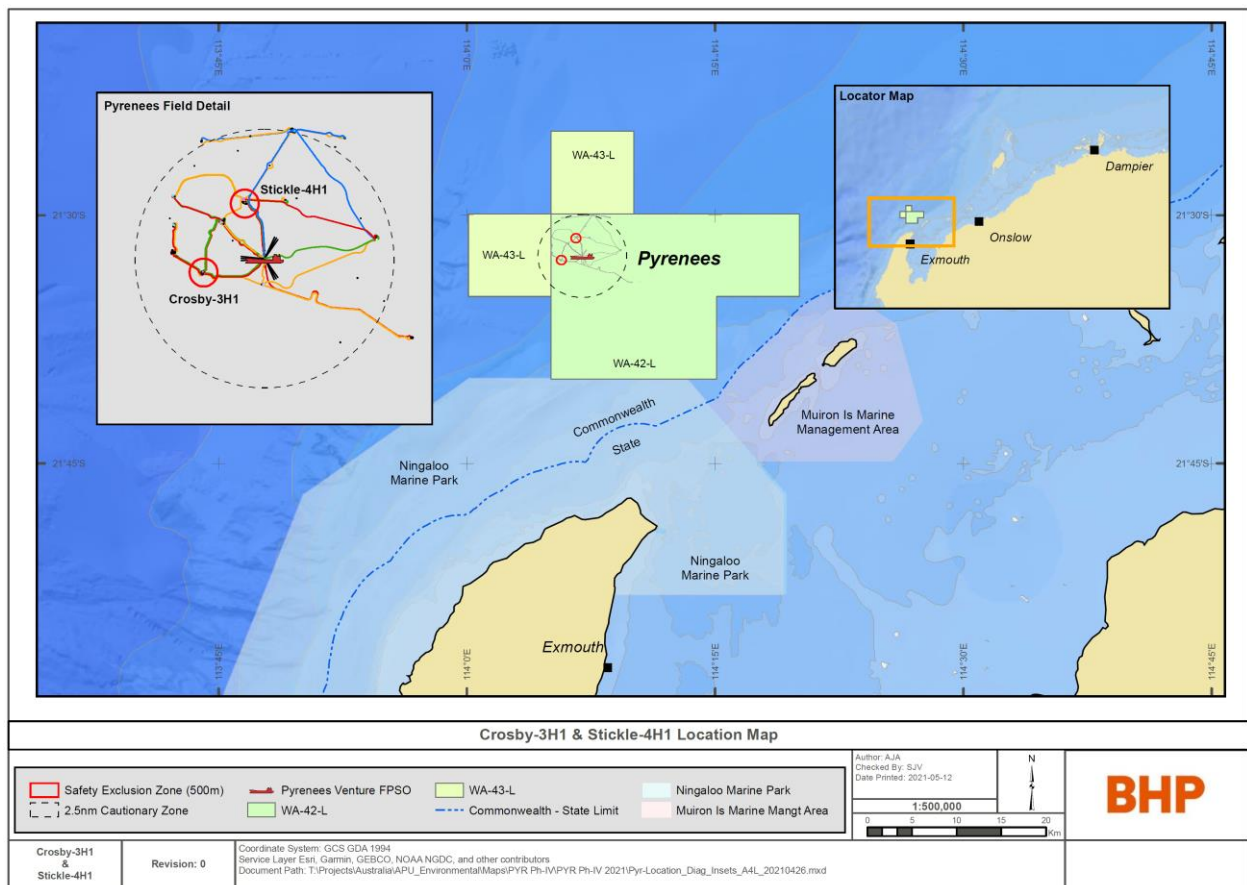 Pyrenees Field Detail
Stickle-4H1
Crosby-3H1
Locator Map
Dampier
Onslow
Exmouth
113°45'E
114°0'E
114°15'E
114°30'E
21°30'S
21°30'S
WA-43-L
WA-43-L
Pyrenees
WA-42-L
Commonwealth
State
Muiron Is Marine
Management Area
21°45'S
21°45'S
Ningaloo
Marine Park
Ningaloo
Marine Park
Exmouth
113°45'E
114°0'E
114°15'E
114°30'E
114°45'E
Crosby-3H1 & Stickle-4H1 Location Map
Safety Exclusion Zone (500m)
Pyrenees Venture FPSO
WA-43-L
Ningaloo Marine Park
2.5nm Cautionary Zone
WA-42-L
Commonwealth - State Limit
Muiron Is Marine Mangt Area
Author: AJA
Checked By: SJV
Date Printed: 2021-05-12
1:500,000
N
0 5 10 15 20
Km
BHP
Crosby-3H1
&
Stickle-4H1
Revision: 0
Coordinate System: GCS GDA 1994
Service Layer Esri, Garmin, GEBCO, NOAA NGDC, and other contributors
Document Path: T:\Projects\Australia\APU_Environmental\Maps\PYR Ph-IV\PYR Ph-IV 2021\Pyr-Location_Diag_Insets_A4L_20210426.mxd